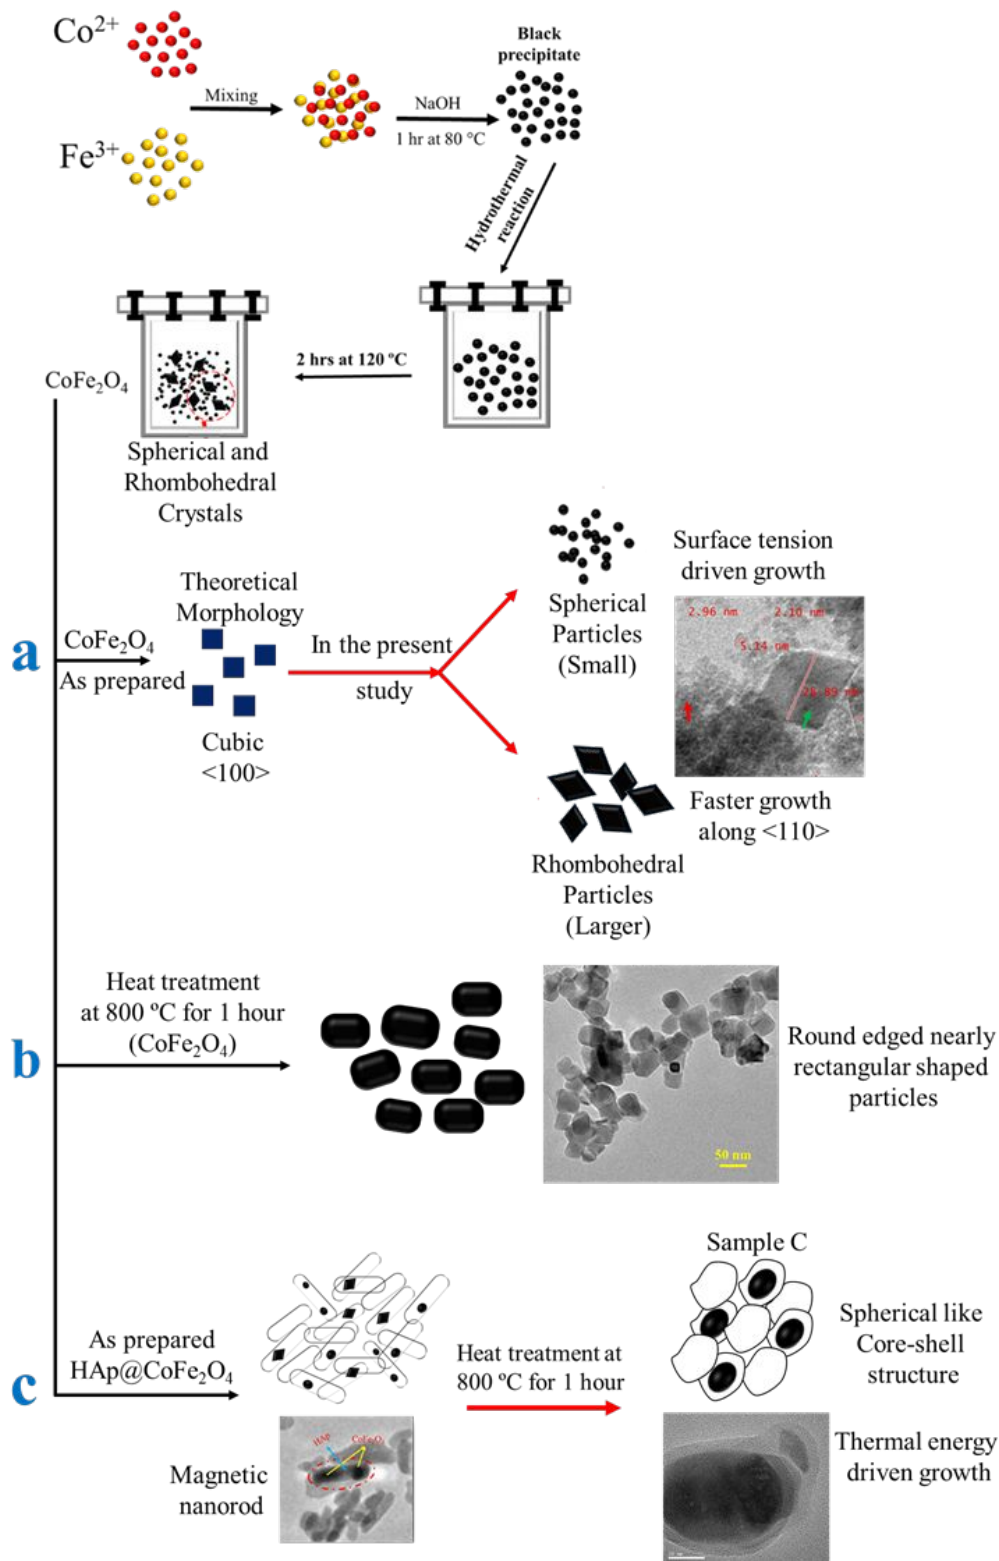 Co2+
Fe3+
Mixing
NaOH
1 hr at 80 °C
Black
precipitate
Hydrothermal
reaction
2 hrs at 120 ºC
CoFe2O4
Spherical and
Rhombohedral
Crystals
a
CoFe2O4
As prepared
Theoretical
Morphology
Cubic
<100>
In the present
study
Spherical
Particles
(Small)
Surface tension
driven growth
2.96 nm
2.10 nm
5.14 nm
Faster growth
along <110>
Rhombohedral
Particles
(Larger)
b
Heat treatment
at 800 ºC for 1 hour
(CoFe2O4)
50 nm
Round edged nearly
rectangular shaped
particles
c
As prepared
HAp@CoFe2O4
Magnetic
nanorod
HAp
CoFe2O4
Heat treatment at
800 ºC for 1 hour
Sample C
Spherical like
Core-shell
structure
Thermal energy
driven growth